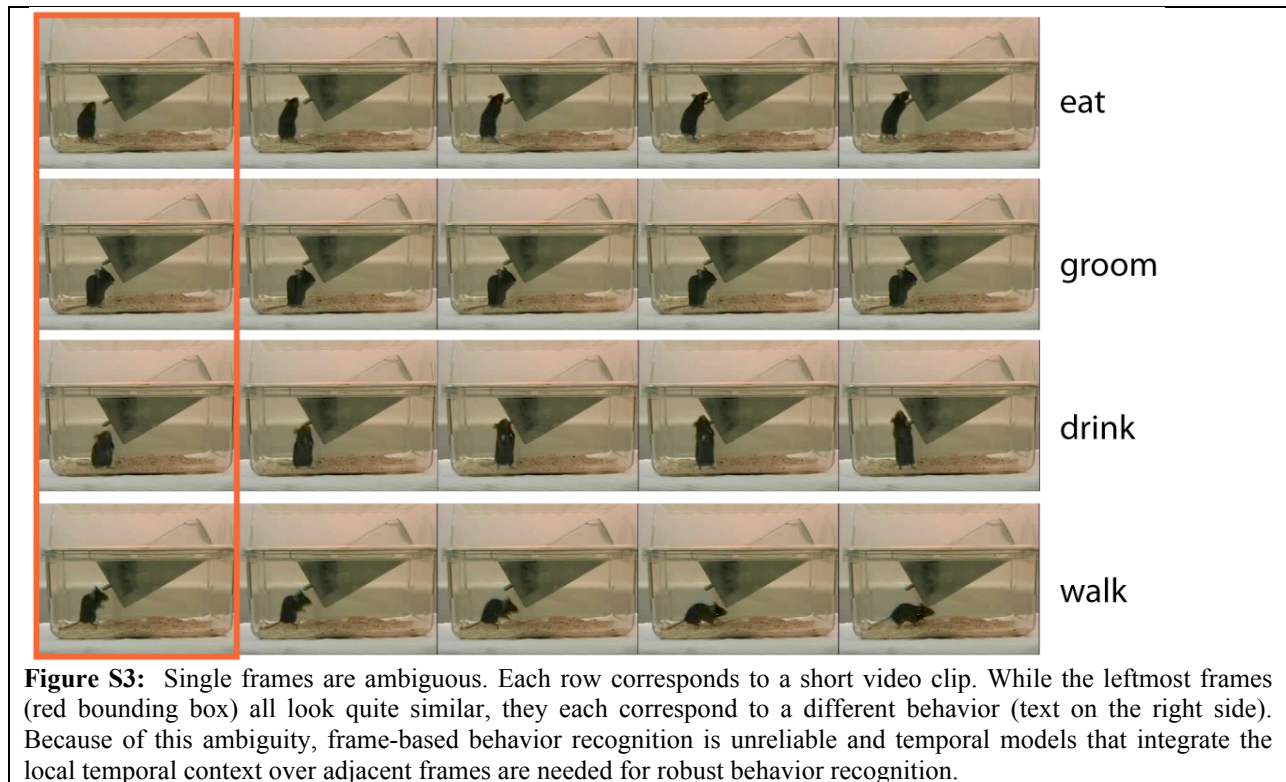 eat
groom
drink
walk
Figure S3: Single frames are ambiguous. Each row corresponds to a short video clip. While the leftmost frames
(red bounding box) all look quite similar, they each correspond to a different behavior (text on the right side).
Because of this ambiguity, frame-based behavior recognition is unreliable and temporal models that integrate the
local temporal context over adjacent frames are needed for robust behavior recognition.